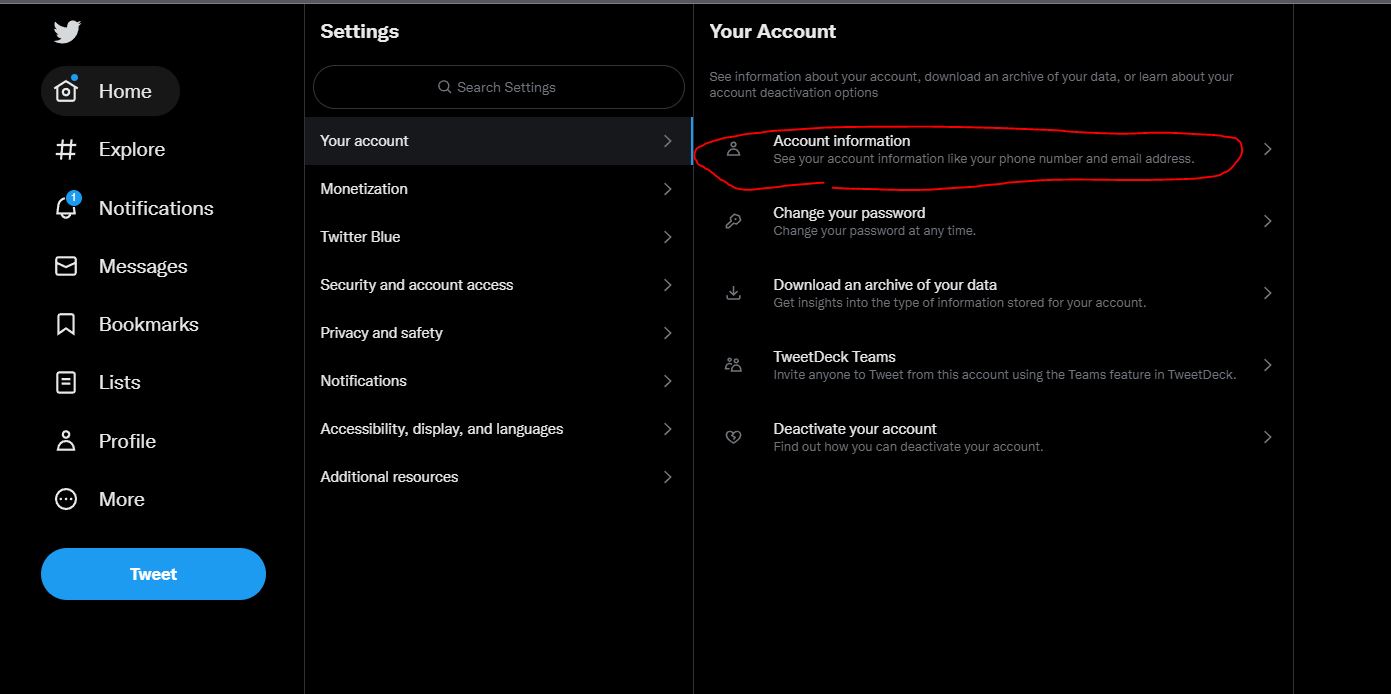 Home
Explore
1
Notifications
Messages
Bookmarks
Lists
Profile
More
Tweet
Settings
Search Settings
Your account
Monetization
Twitter Blue
Security and account access
Privacy and safety
Notifications
Accessibility, display, and languages
Additional resources
Your Account
See information about your account, download an archive of your data, or learn about your
account deactivation options
Account information
See your account information like your phone number and email address.
Change your password
Change your password at any time.
Download an archive of your data
Get insights into the type of information stored for your account.
TweetDeck Teams
Invite anyone to Tweet from this account using the Teams feature in TweetDeck.
Deactivate your account
Find out how you can deactivate your account.